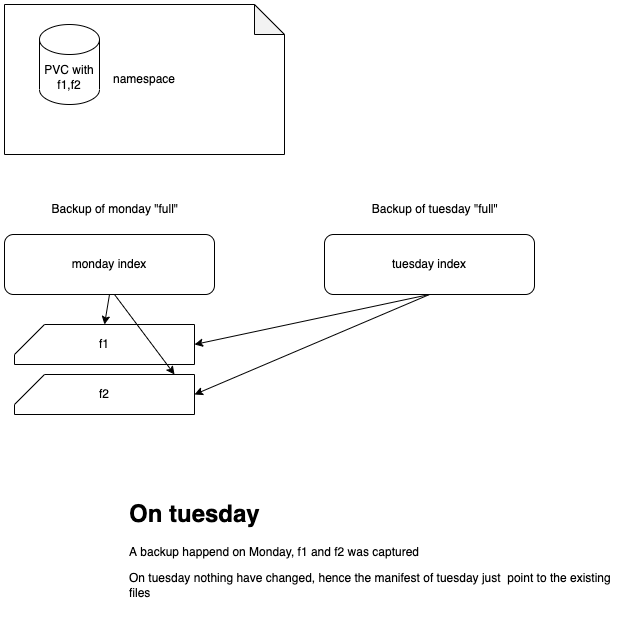 PVC with
f1,f2
namespace
Backup of monday "full"
Backup of tuesday "full"
monday index
tuesday index
f1
f2
On tuesday
A backup happend on Monday, f1 and f2 was captured
On tuesday nothing have changed, hence the manifest of tuesday just  point to the existing
files